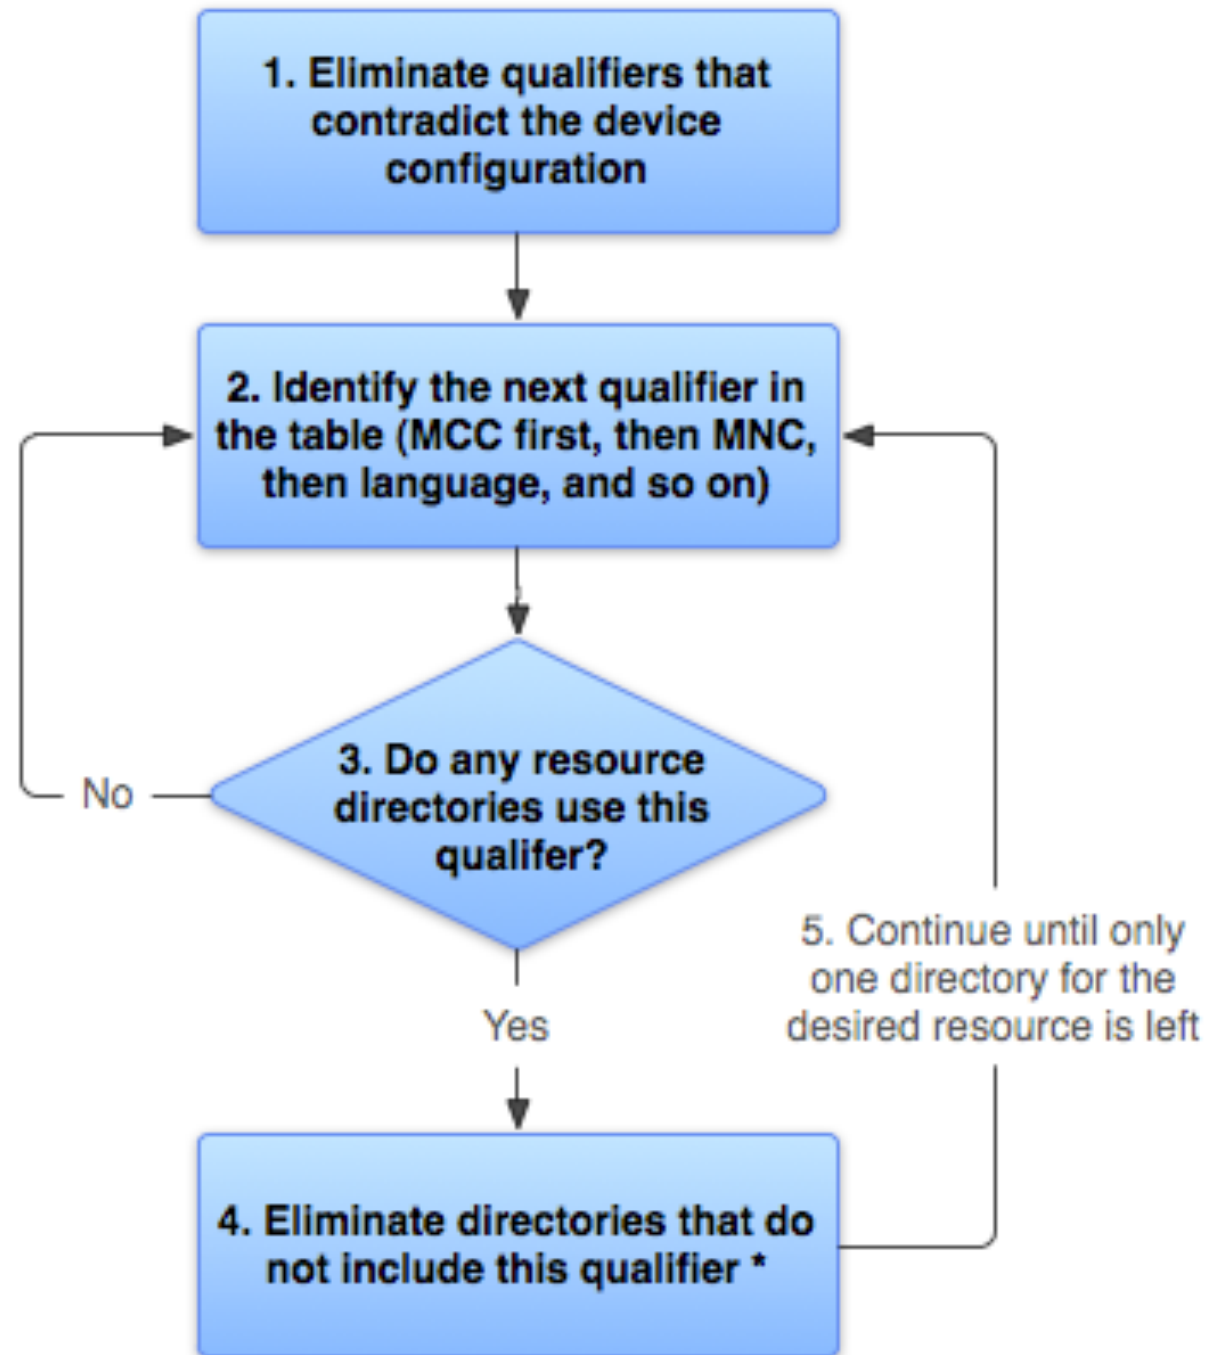 1. Eliminate qualifiers that
contradict the device
configuration
2. Identify the next qualifier in
the table (MCC first, then MNC,
then language, and so on)
3. Do any resource
directories use this
qualifer?
No
Yes
5. Continue until only
one directory for the
desired resource is left
4. Eliminate directories that do
not include this qualifier *